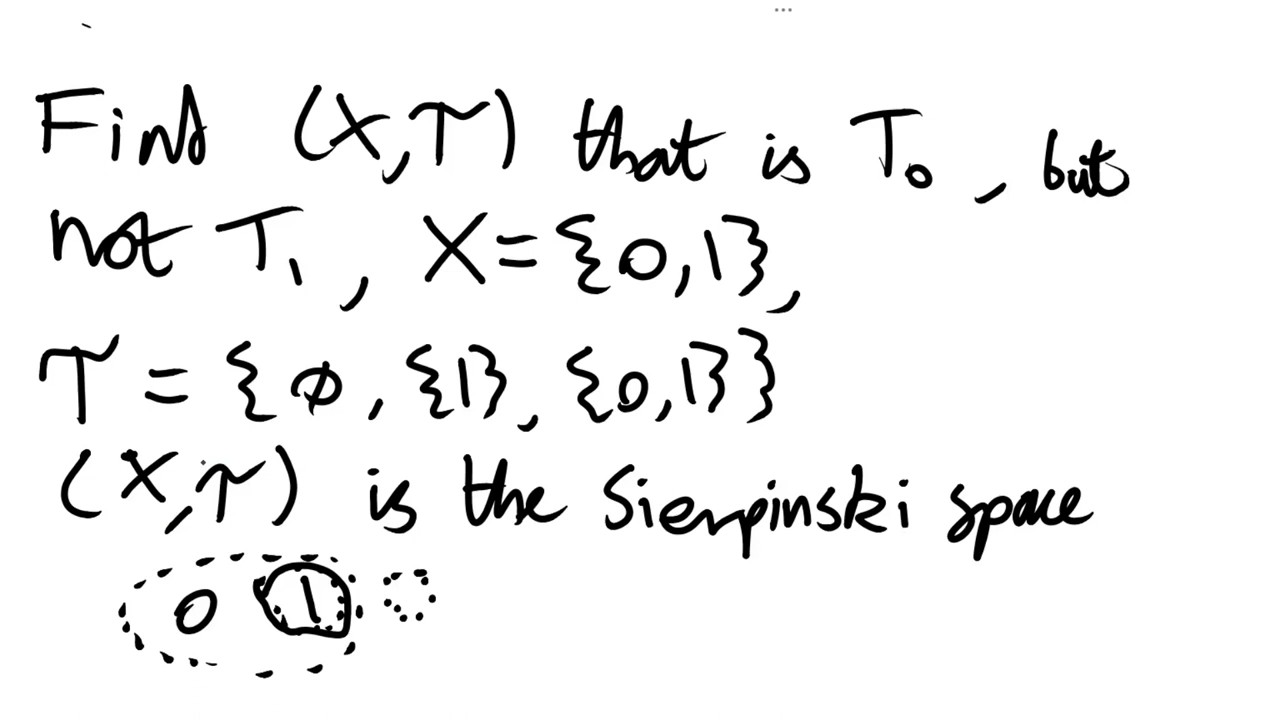 Find (X,τ) that is T₀, but
not T₁, X = {0,1},
τ = {ϕ, {1}, {0,1}}
(X,τ) is the Sierpinski space
0 1